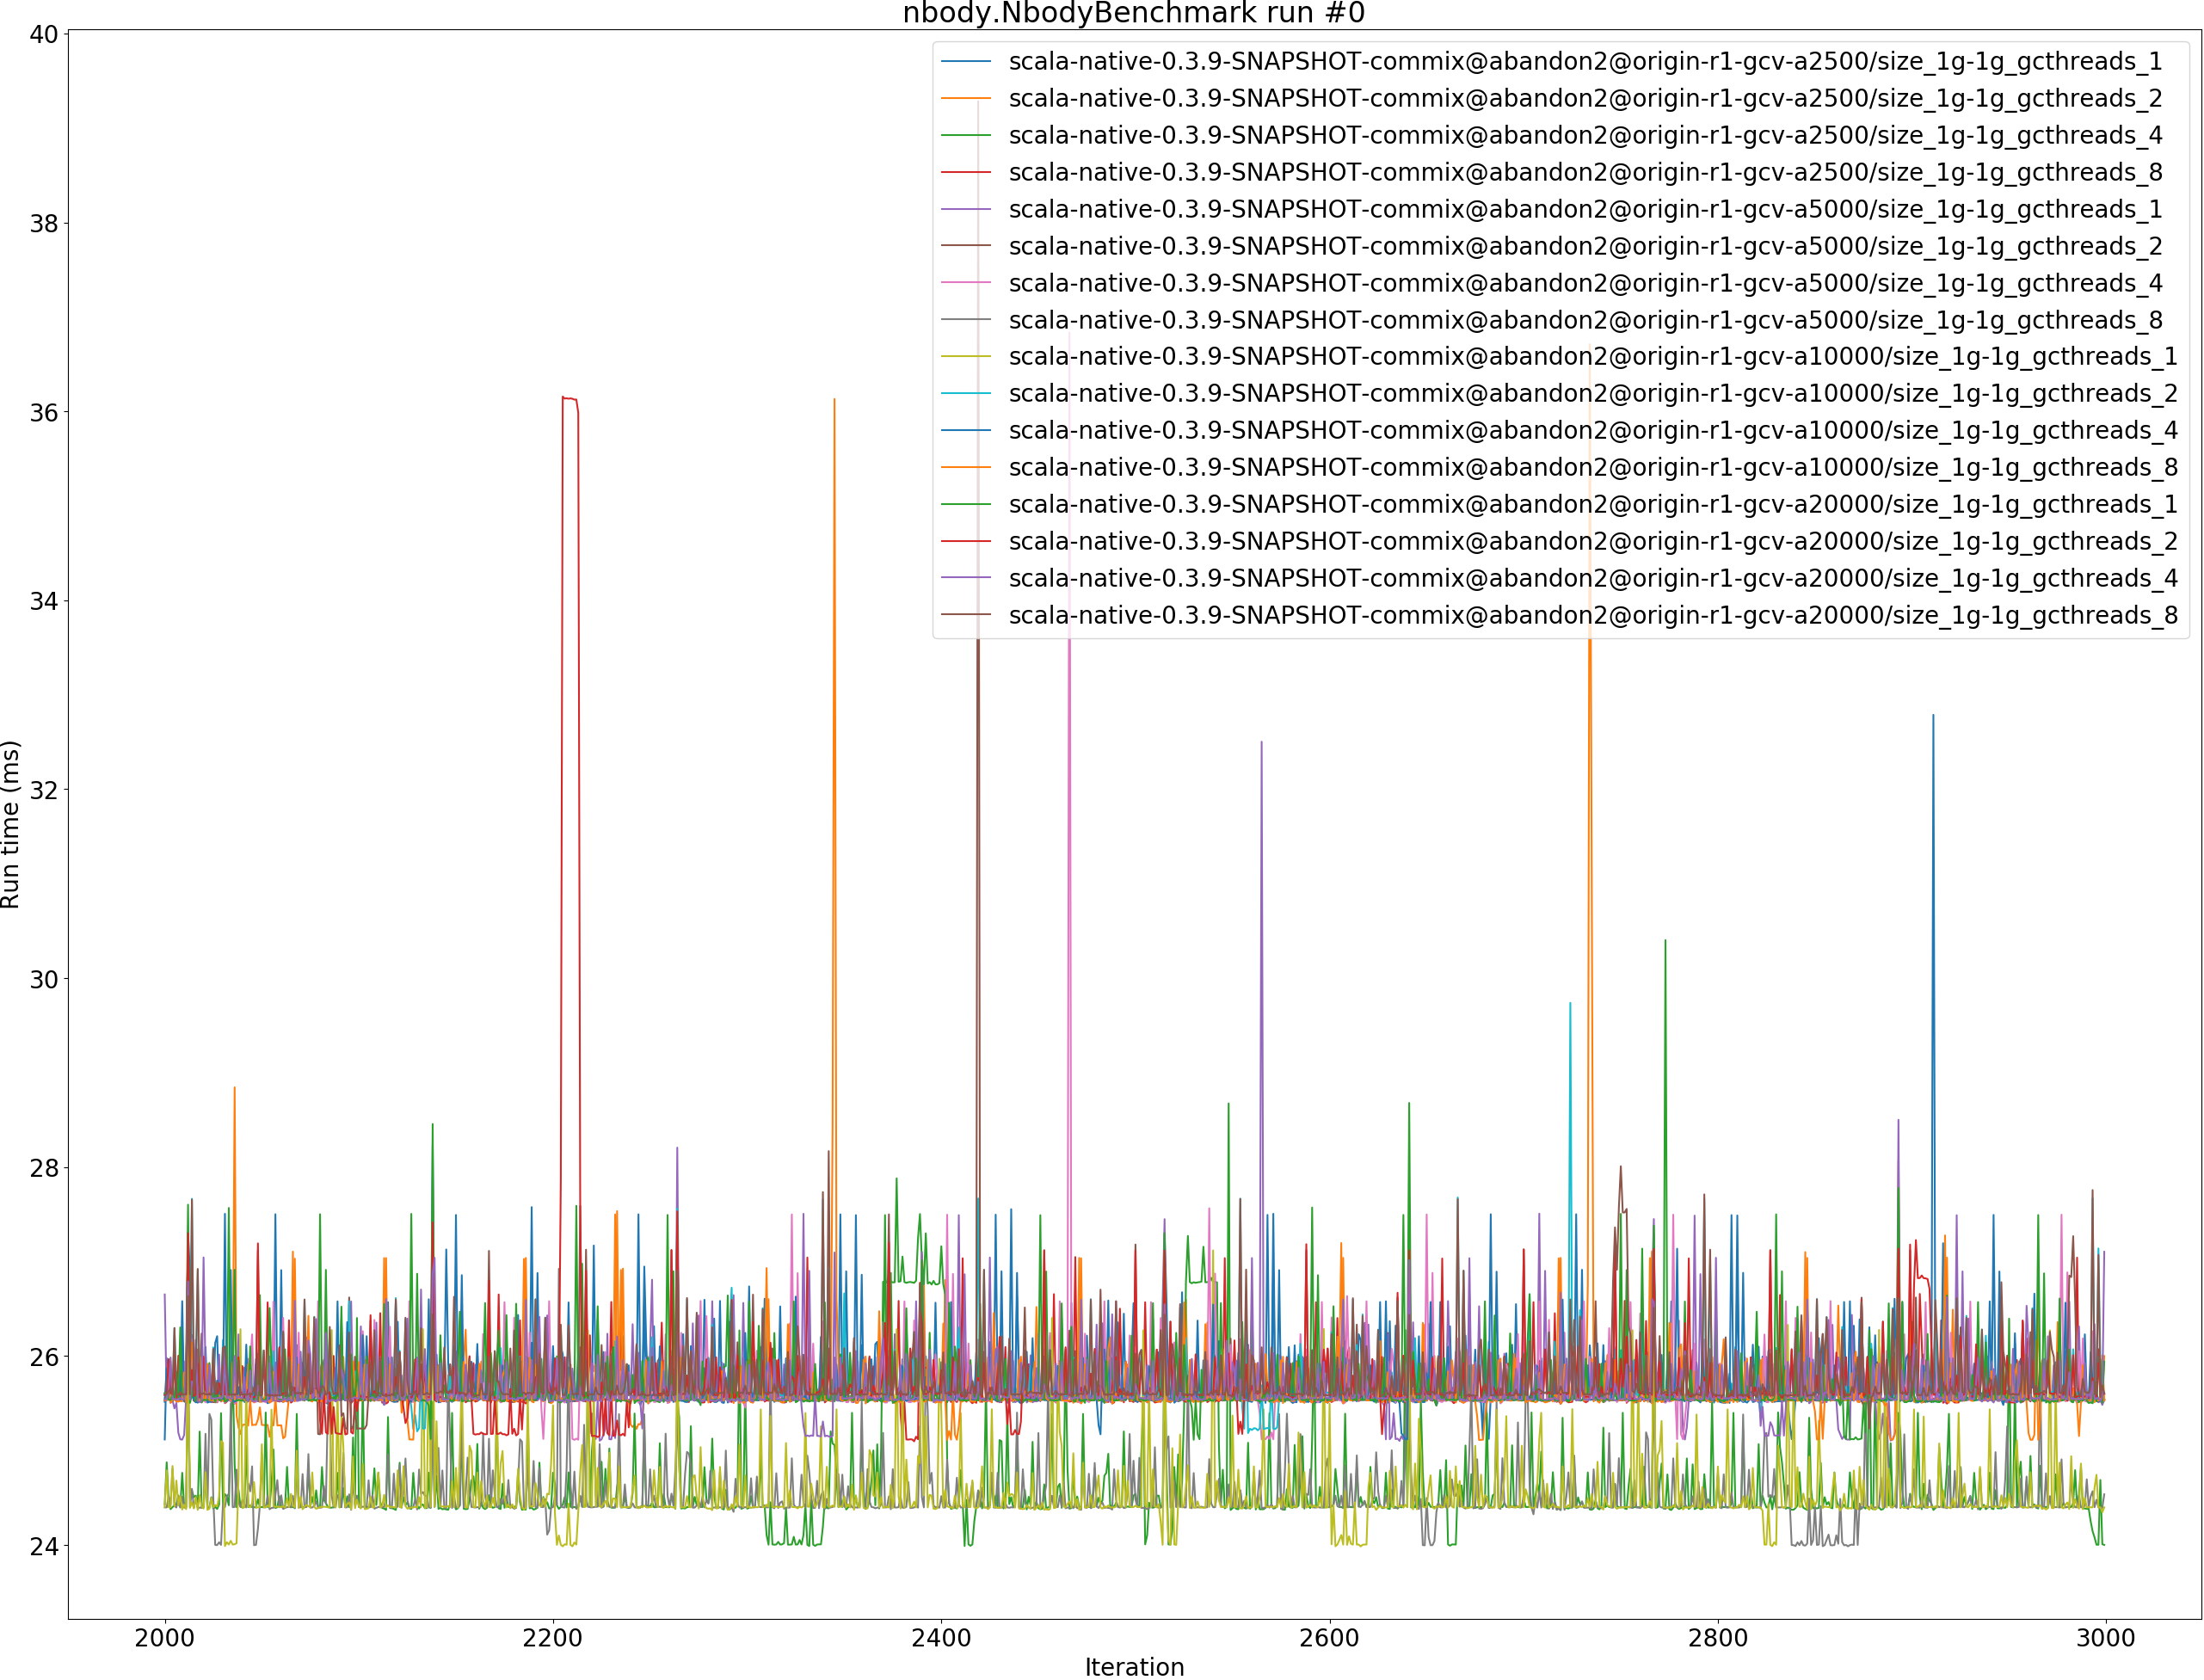 nbody.NbodyBenchmark run #0
scala-native-0.3.9-SNAPSHOT-commix@abandon2@origin-r1-gcv-a2500/size_1g-1g_gcthreads_1
scala-native-0.3.9-SNAPSHOT-commix@abandon2@origin-r1-gcv-a2500/size_1g-1g_gcthreads_2
scala-native-0.3.9-SNAPSHOT-commix@abandon2@origin-r1-gcv-a2500/size_1g-1g_gcthreads_4
scala-native-0.3.9-SNAPSHOT-commix@abandon2@origin-r1-gcv-a2500/size_1g-1g_gcthreads_8
scala-native-0.3.9-SNAPSHOT-commix@abandon2@origin-r1-gcv-a5000/size_1g-1g_gcthreads_1
scala-native-0.3.9-SNAPSHOT-commix@abandon2@origin-r1-gcv-a5000/size_1g-1g_gcthreads_2
scala-native-0.3.9-SNAPSHOT-commix@abandon2@origin-r1-gcv-a5000/size_1g-1g_gcthreads_4
scala-native-0.3.9-SNAPSHOT-commix@abandon2@origin-r1-gcv-a5000/size_1g-1g_gcthreads_8
scala-native-0.3.9-SNAPSHOT-commix@abandon2@origin-r1-gcv-a10000/size_1g-1g_gcthreads_1
scala-native-0.3.9-SNAPSHOT-commix@abandon2@origin-r1-gcv-a10000/size_1g-1g_gcthreads_2
scala-native-0.3.9-SNAPSHOT-commix@abandon2@origin-r1-gcv-a10000/size_1g-1g_gcthreads_4
scala-native-0.3.9-SNAPSHOT-commix@abandon2@origin-r1-gcv-a10000/size_1g-1g_gcthreads_8
scala-native-0.3.9-SNAPSHOT-commix@abandon2@origin-r1-gcv-a20000/size_1g-1g_gcthreads_1
scala-native-0.3.9-SNAPSHOT-commix@abandon2@origin-r1-gcv-a20000/size_1g-1g_gcthreads_2
scala-native-0.3.9-SNAPSHOT-commix@abandon2@origin-r1-gcv-a20000/size_1g-1g_gcthreads_4
scala-native-0.3.9-SNAPSHOT-commix@abandon2@origin-r1-gcv-a20000/size_1g-1g_gcthreads_8
Run time (ms)
40
38
36
34
32
30
28
26
24
2000
2200
2400
2600
2800
3000
Iteration